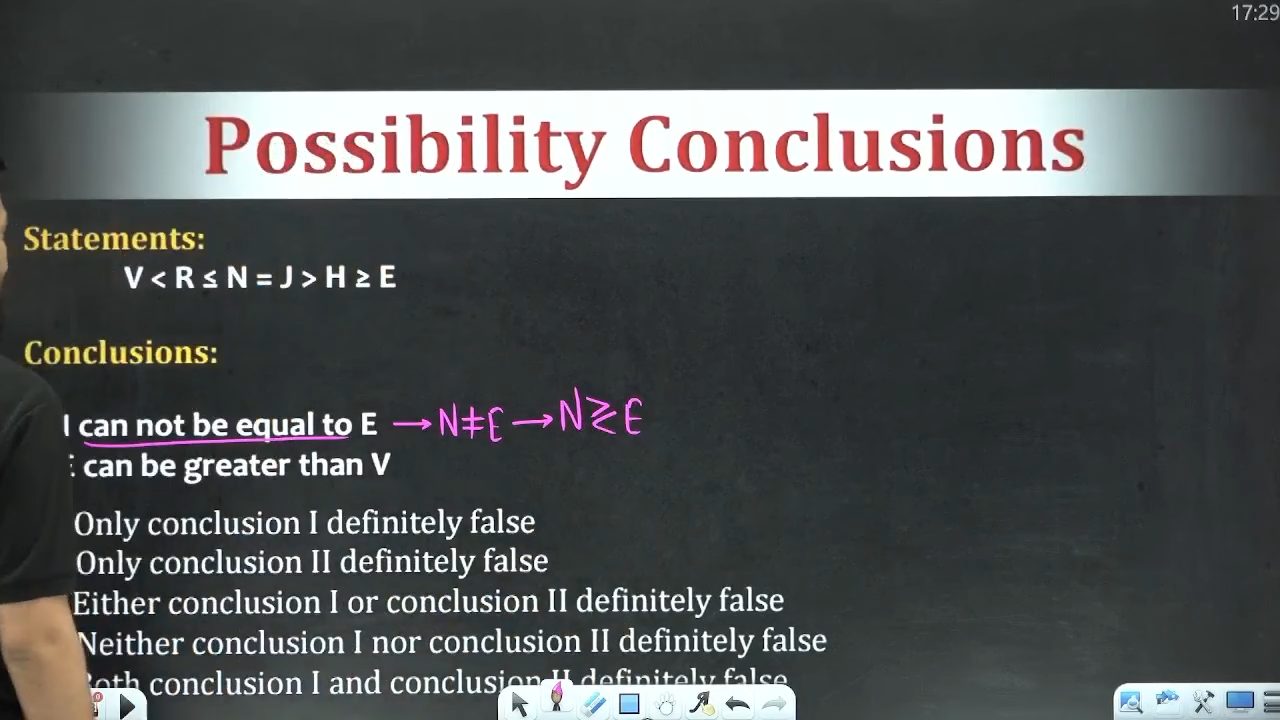 17:29
Possibility Conclusions
Statements:
V < R ≤ N = J > H ≥ E
Conclusions:
can not be equal to E → N ≠ E → N ≷ E
can be greater than V
Only conclusion I definitely false
Only conclusion II definitely false
Either conclusion I or conclusion II definitely false
Neither conclusion I nor conclusion II definitely false
conclusion I and conclusion II definitely false